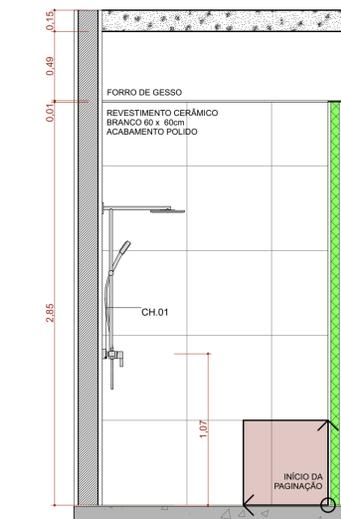 0,15
0,49
FORRO DE GESSO
0,01
REVESTIMENTO CERÂMICO
BRANCO 60 x 60cm
ACABAMENTO POLIDO
2,85
CH.01
1,07
INÍCIO DA
PAGINAÇÃO